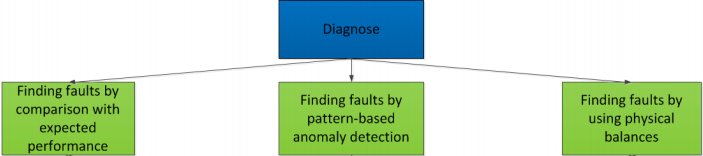 Diagnose
Finding faults by
comparison with
expected
performance
Finding faults by
pattern-based
anomaly detection
Finding faults by
using physical
balances